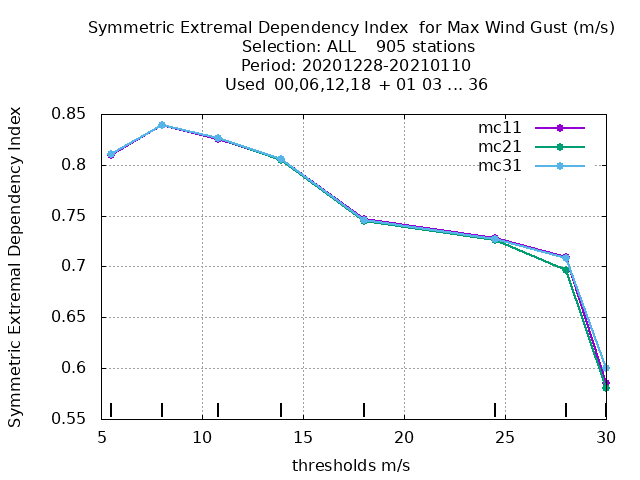 Symmetric Extremal Dependency Index for Max Wind Gust (m/s)
Selection: ALL 905 stations
Period: 20201228-20210110
Used 00,06,12,18 + 01 03 ... 36
Symmetric Extremal Dependency Index
0.85
0.8
0.75
0.7
0.65
0.6
0.55
mc11
mc21
mc31
5 10 15 20 25 30
thresholds m/s